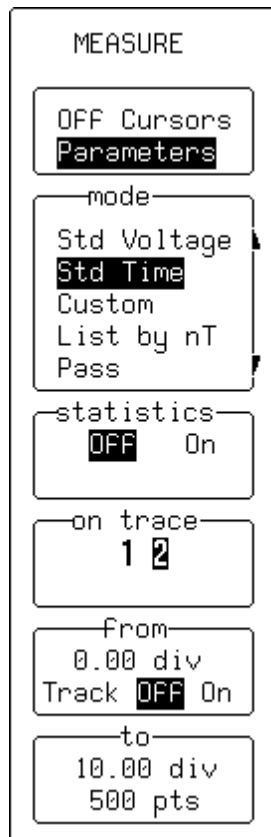 MEASURE
OFF Cursors
Parameters
mode
Std Voltage
Std Time
Custom
List by nT
Pass
statistics
OFF On
on trace
1 2
from
0.00 div
Track OFF On
to
10.00 div
500 pts